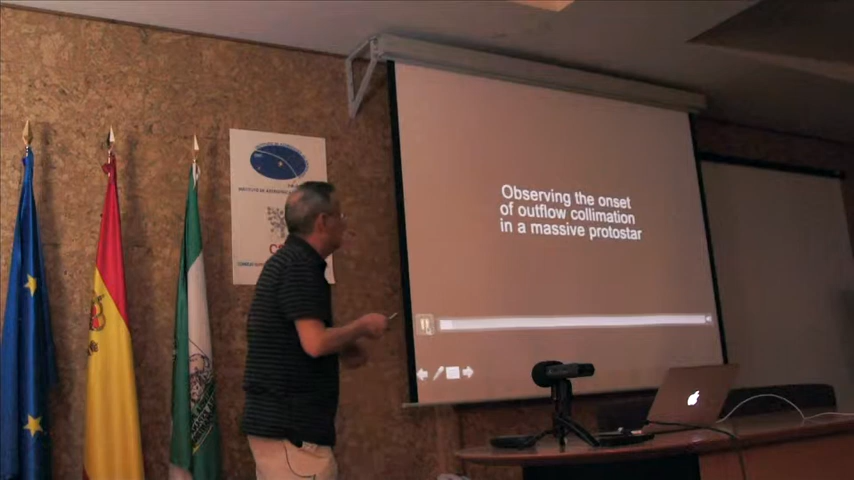 Observing the onset
of outflow collimation
in a massive protostar